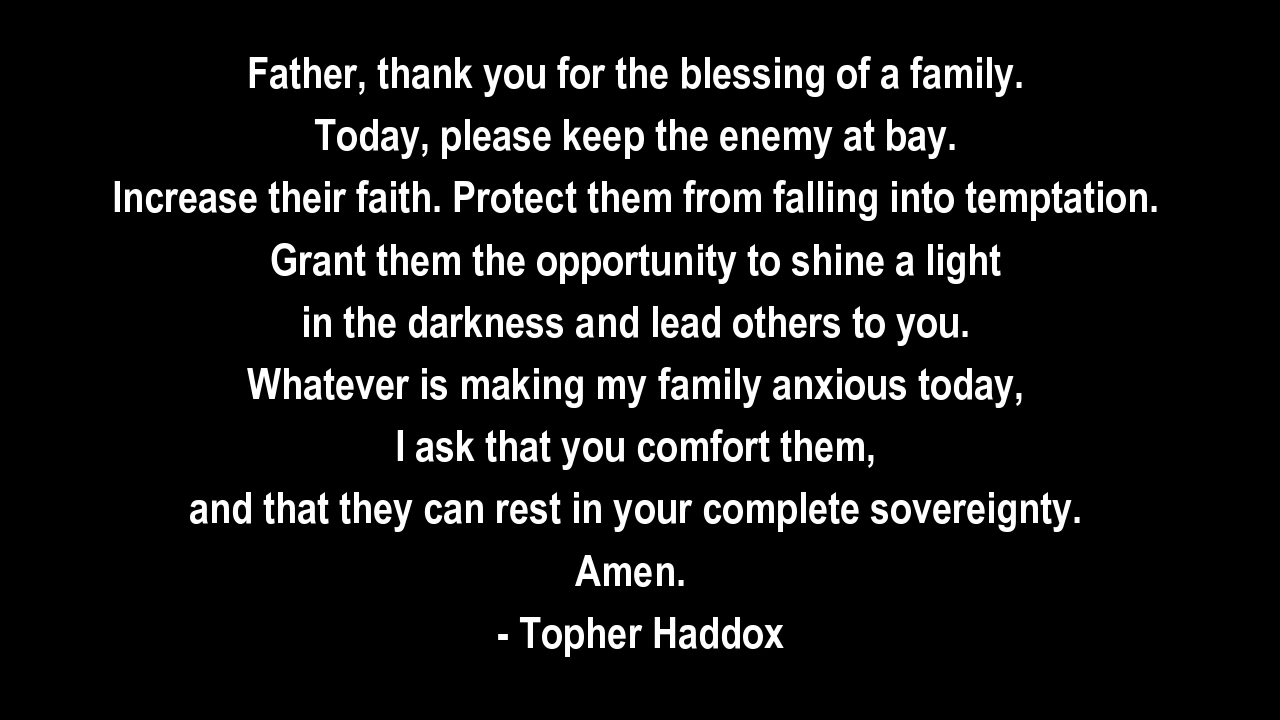 Father, thank you for the blessing of a family.
Today, please keep the enemy at bay.
Increase their faith. Protect them from falling into temptation.
Grant them the opportunity to shine a light
in the darkness and lead others to you.
Whatever is making my family anxious today,
I ask that you comfort them,
and that they can rest in your complete sovereignty.
Amen.
- Topher Haddox